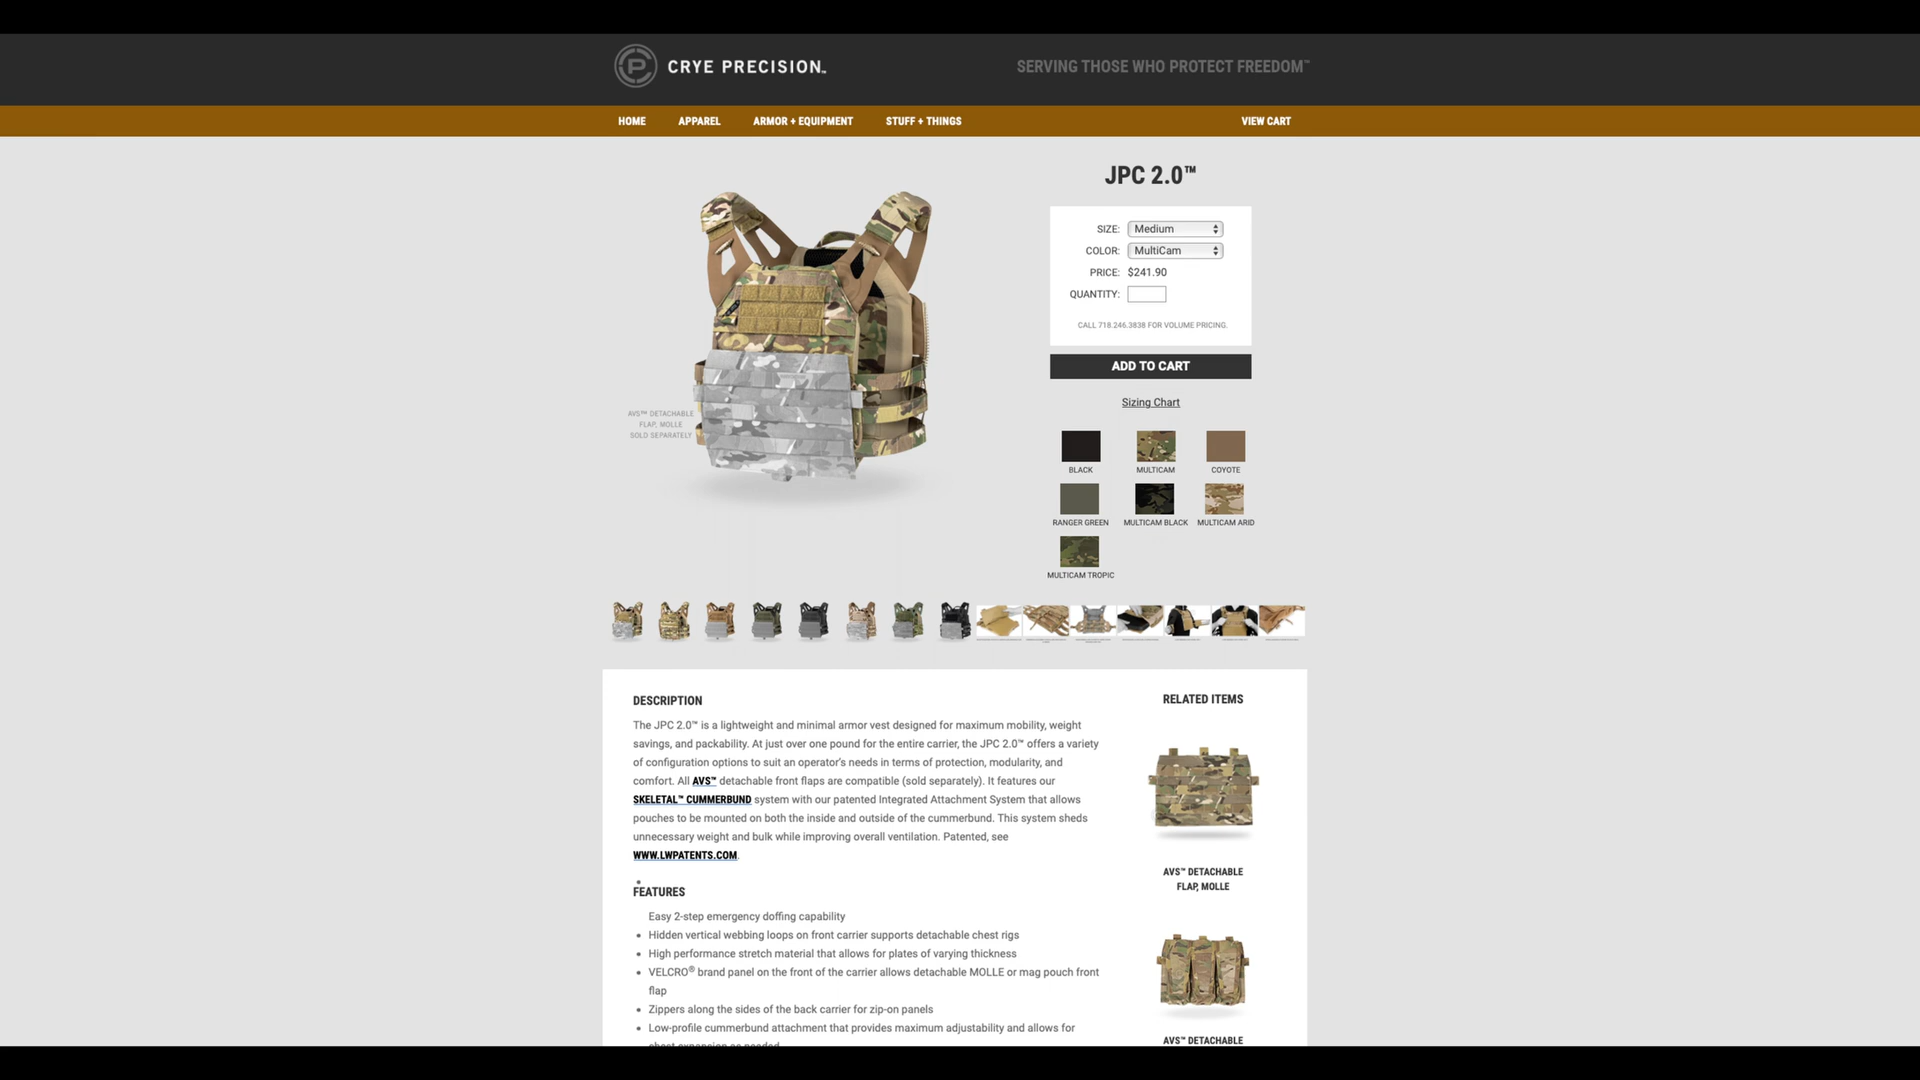 CRYE PRECISION™
SERVING THOSE WHO PROTECT FREEDOM™
HOME
APPAREL
ARMOR + EQUIPMENT
STUFF + THINGS
VIEW CART
JPC 2.0™
SIZE: Medium
COLOR: MultiCam
PRICE: $241.90
QUANTITY:
CALL 718.246.3838 FOR VOLUME PRICING.
ADD TO CART
Sizing Chart
AVS™ DETACHABLE
FLAP, MOLLE
SOLD SEPARATELY
BLACK
MULTICAM
COYOTE
RANGER GREEN
MULTICAM BLACK
MULTICAM ARID
MULTICAM TROPIC
DESCRIPTION
The JPC 2.0™ is a lightweight and minimal armor vest designed for maximum mobility, weight
savings, and packability. At just over one pound for the entire carrier, the JPC 2.0™ offers a variety
of configuration options to suit an operator's needs in terms of protection, modularity, and
comfort. All AVS™ detachable front flaps are compatible (sold separately). It features our
SKELETAL™ CUMMERBUND system with our patented Integrated Attachment System that allows
pouches to be mounted on both the inside and outside of the cummerbund. This system sheds
unnecessary weight and bulk while improving overall ventilation. Patented, see
WWW.LWPATENTS.COM.
FEATURES
Easy 2-step emergency doffing capability
• Hidden vertical webbing loops on front carrier supports detachable chest rigs
• High performance stretch material that allows for plates of varying thickness
• VELCRO® brand panel on the front of the carrier allows detachable MOLLE or mag pouch front
flap
• Zippers along the sides of the back carrier for zip-on panels
• Low-profile cummerbund attachment that provides maximum adjustability and allows for
chest expansion as needed
RELATED ITEMS
AVS™ DETACHABLE
FLAP, MOLLE
AVS™ DETACHABLE